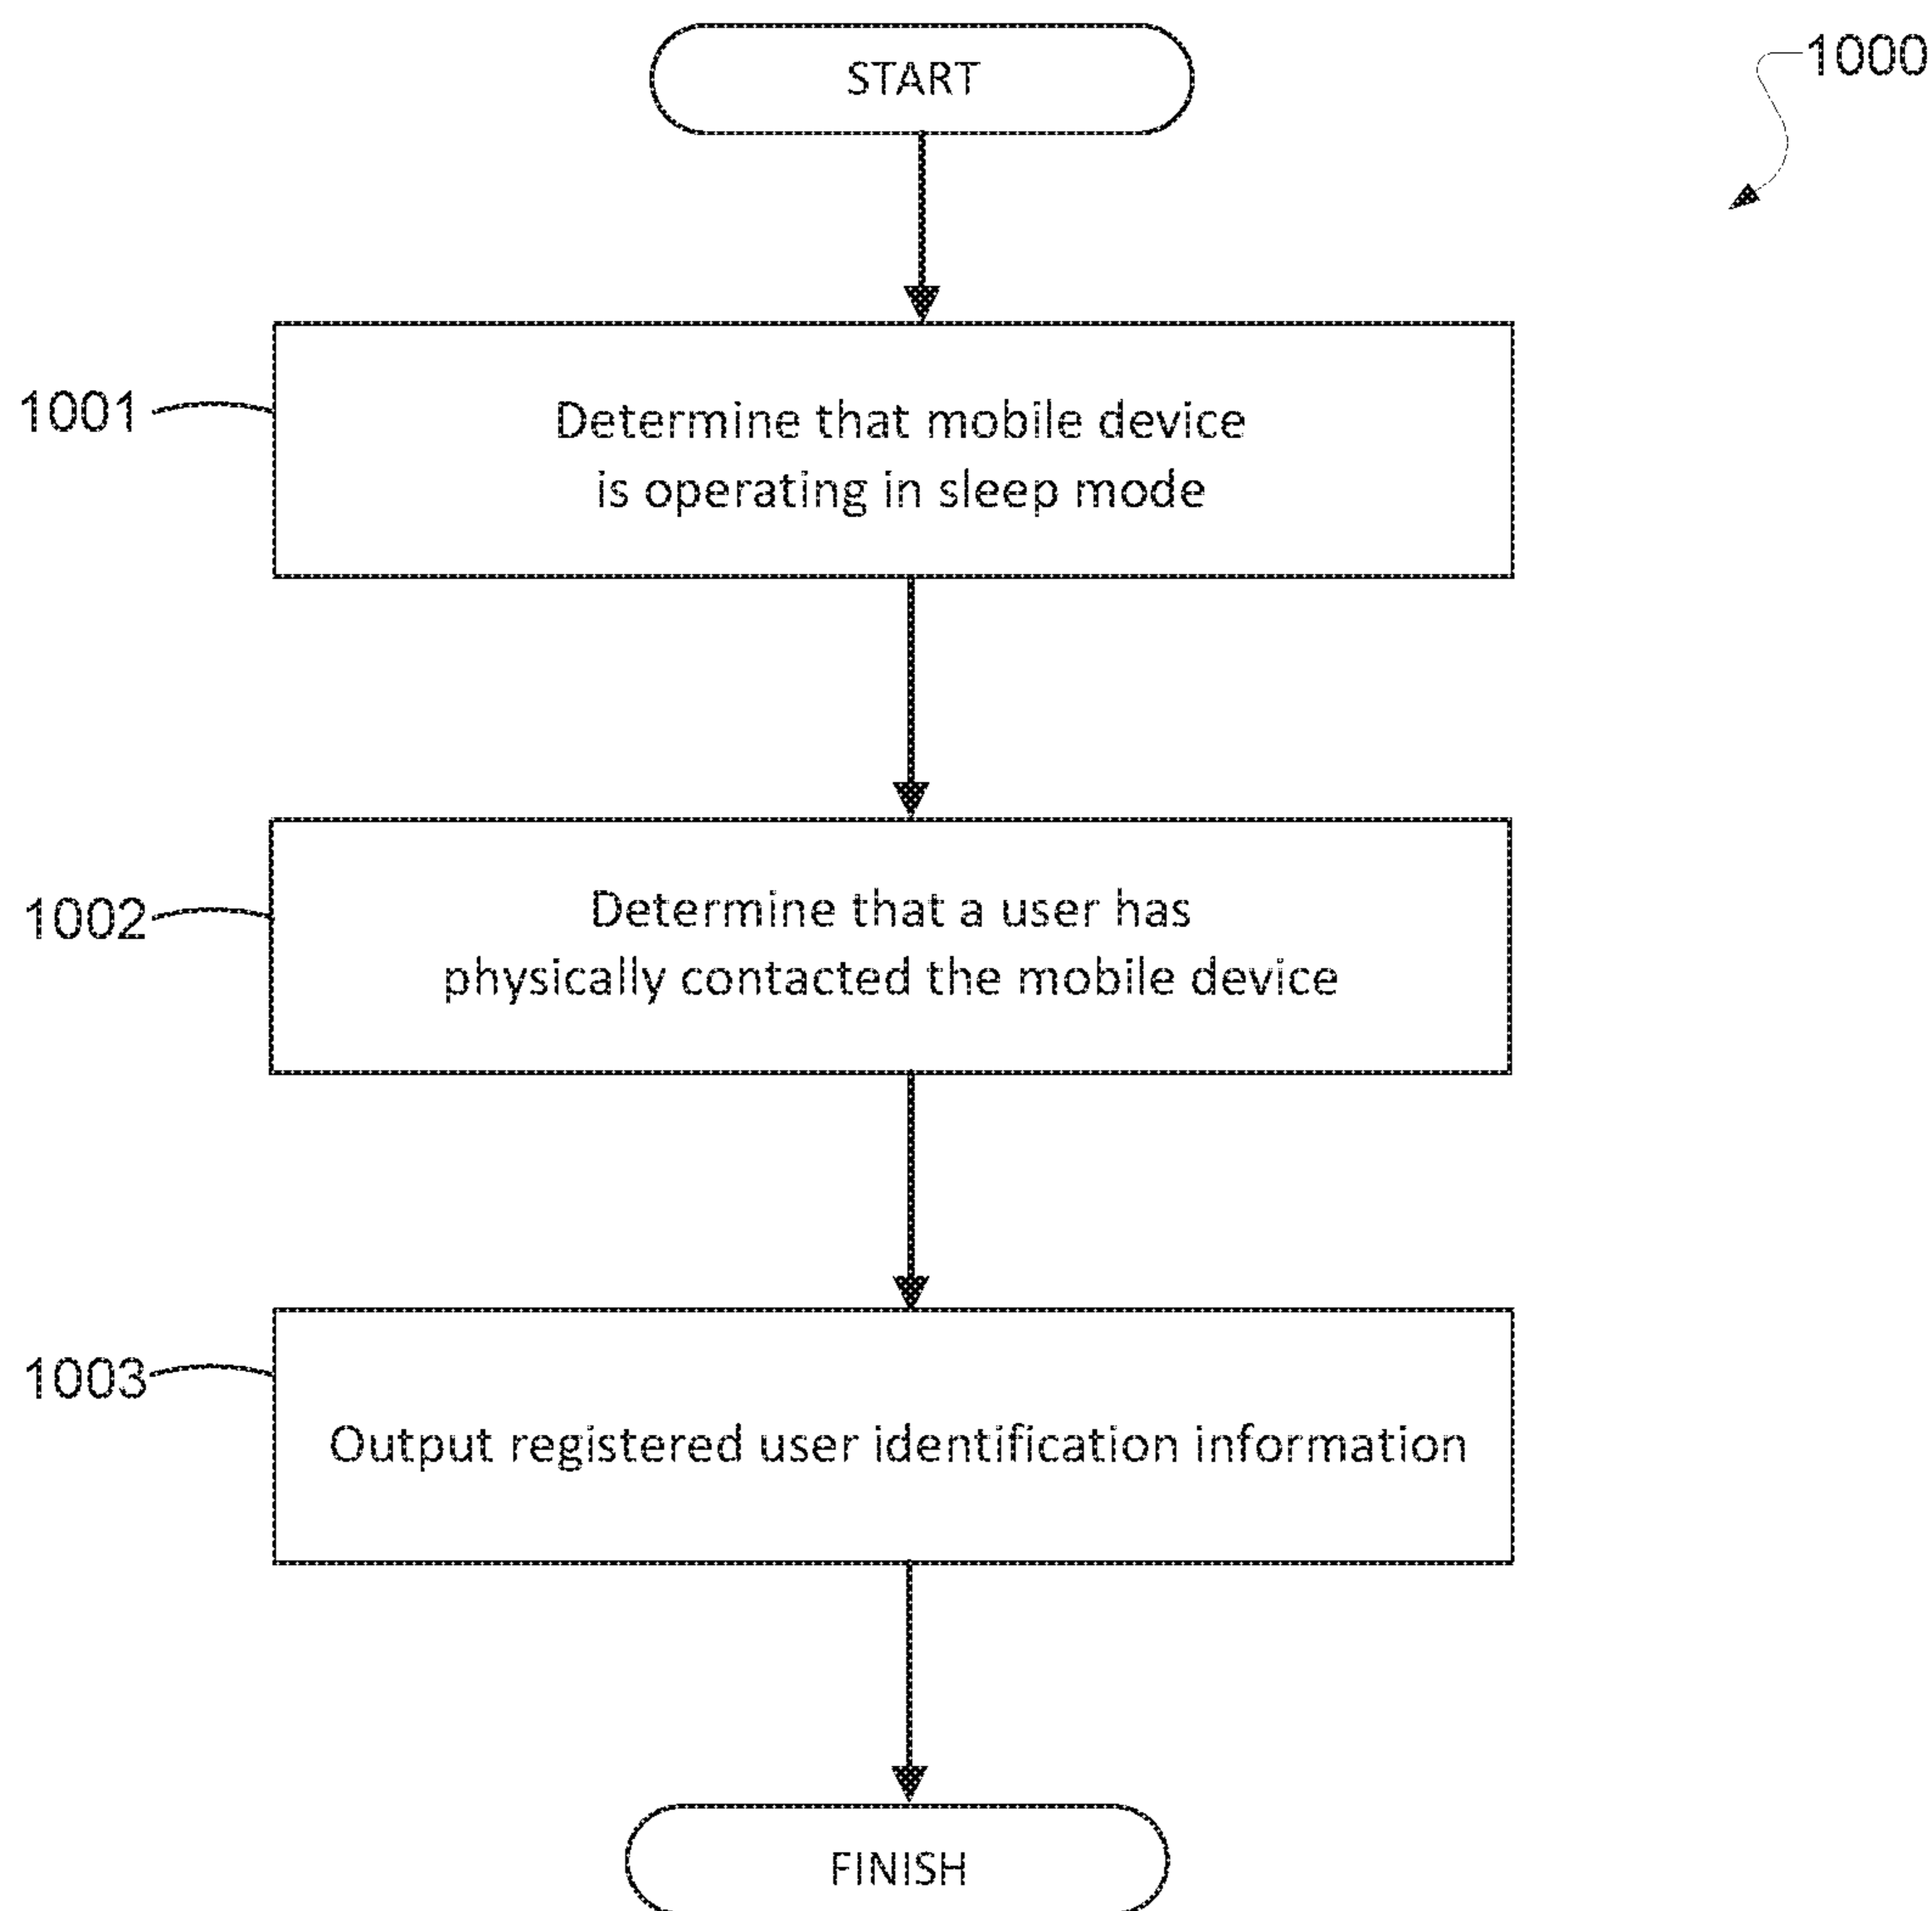 START
1000
1001
Determine that mobile device
is operating in sleep mode
1002
Determine that a user has
physically contacted the mobile device
1003
Output registered user identification information
FINISH